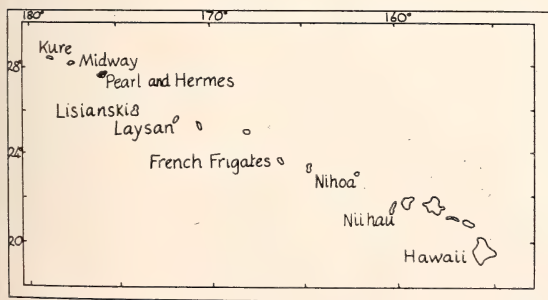 180° 170° 160°
Kure
28° Midway
Pearl and Hermes
Lisianski
Laysan
24° French Frigates
Nihoa
Niihau
20°
Hawaii